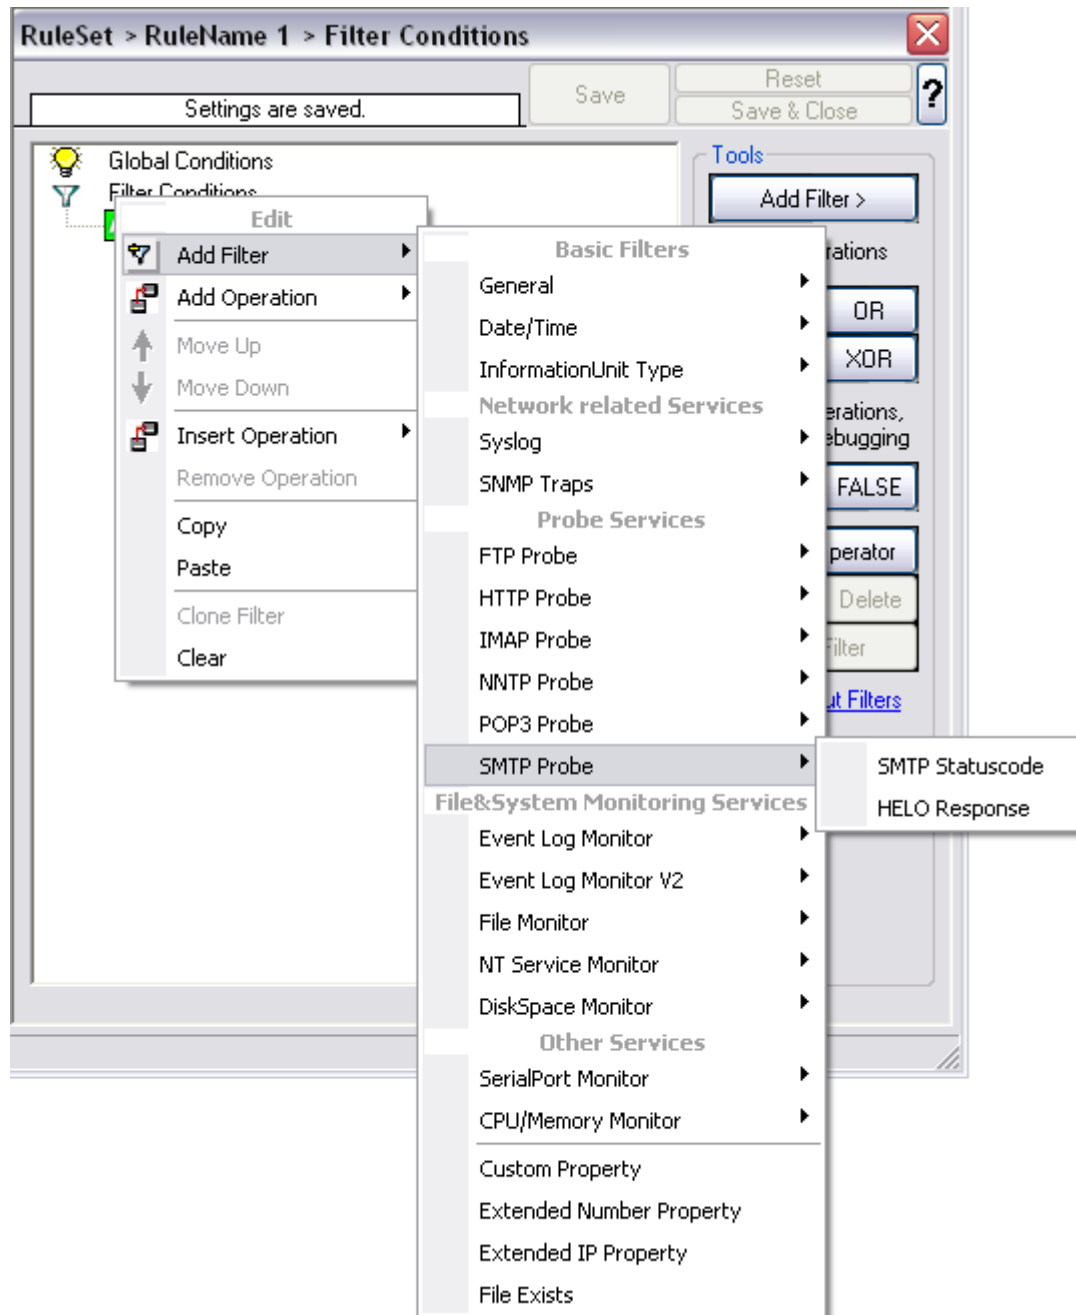 RuleSet > RuleName 1 > Filter Conditions
Settings are saved.
Save
Reset
Save & Close
?
Global Conditions
Filter Conditions
Tools
Add Filter >
OR
XOR
FALSE
Delete
Filters
Edit
Add Filter
Add Operation
Move Up
Move Down
Insert Operation
Remove Operation
Copy
Paste
Clone Filter
Clear
Basic Filters
General
Date/Time
InformationUnit Type
Network related Services
Syslog
SNMP Traps
Probe Services
FTP Probe
HTTP Probe
IMAP Probe
NNTP Probe
POP3 Probe
SMTP Probe
File&System Monitoring Services
Event Log Monitor
Event Log Monitor V2
File Monitor
NT Service Monitor
DiskSpace Monitor
Other Services
SerialPort Monitor
CPU/Memory Monitor
Custom Property
Extended Number Property
Extended IP Property
File Exists
SMTP Statuscode
HELO Response